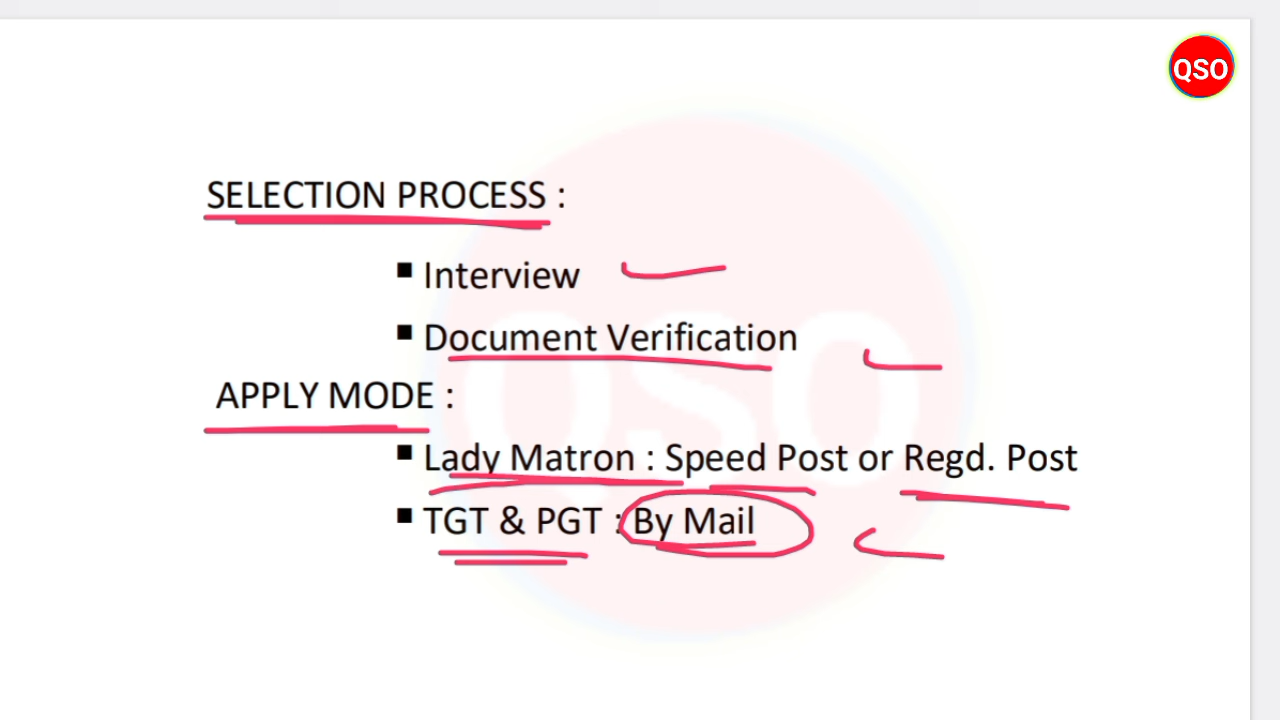 QSO
SELECTION PROCESS :
▪ Interview
▪ Document Verification
APPLY MODE :
▪ Lady Matron : Speed Post or Regd. Post
▪ TGT & PGT : By Mail
QSO